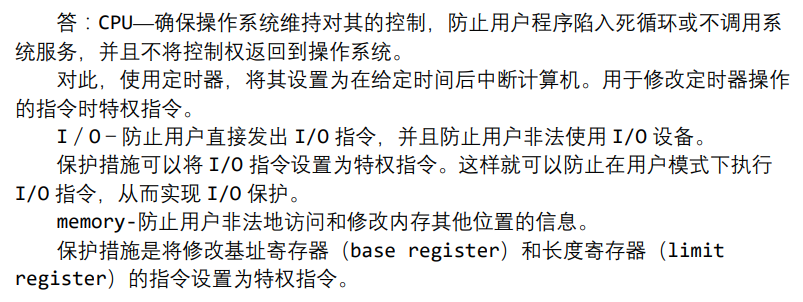 答：CPU—确保操作系统维持对其的控制，防止用户程序陷入死循环或不调用系
统服务，并且不将控制权返回到操作系统。
对此，使用定时器，将其设置为在给定时间后中断计算机。用于修改定时器操作
的指令时特权指令。
I／O－防止用户直接发出 I/O 指令，并且防止用户非法使用 I/O 设备。
保护措施可以将 I/O 指令设置为特权指令。这样就可以防止在用户模式下执行
I/O 指令，从而实现 I/O 保护。
memory-防止用户非法地访问和修改内存其他位置的信息。
保护措施是将修改基址寄存器（base register）和长度寄存器（limit
register）的指令设置为特权指令。